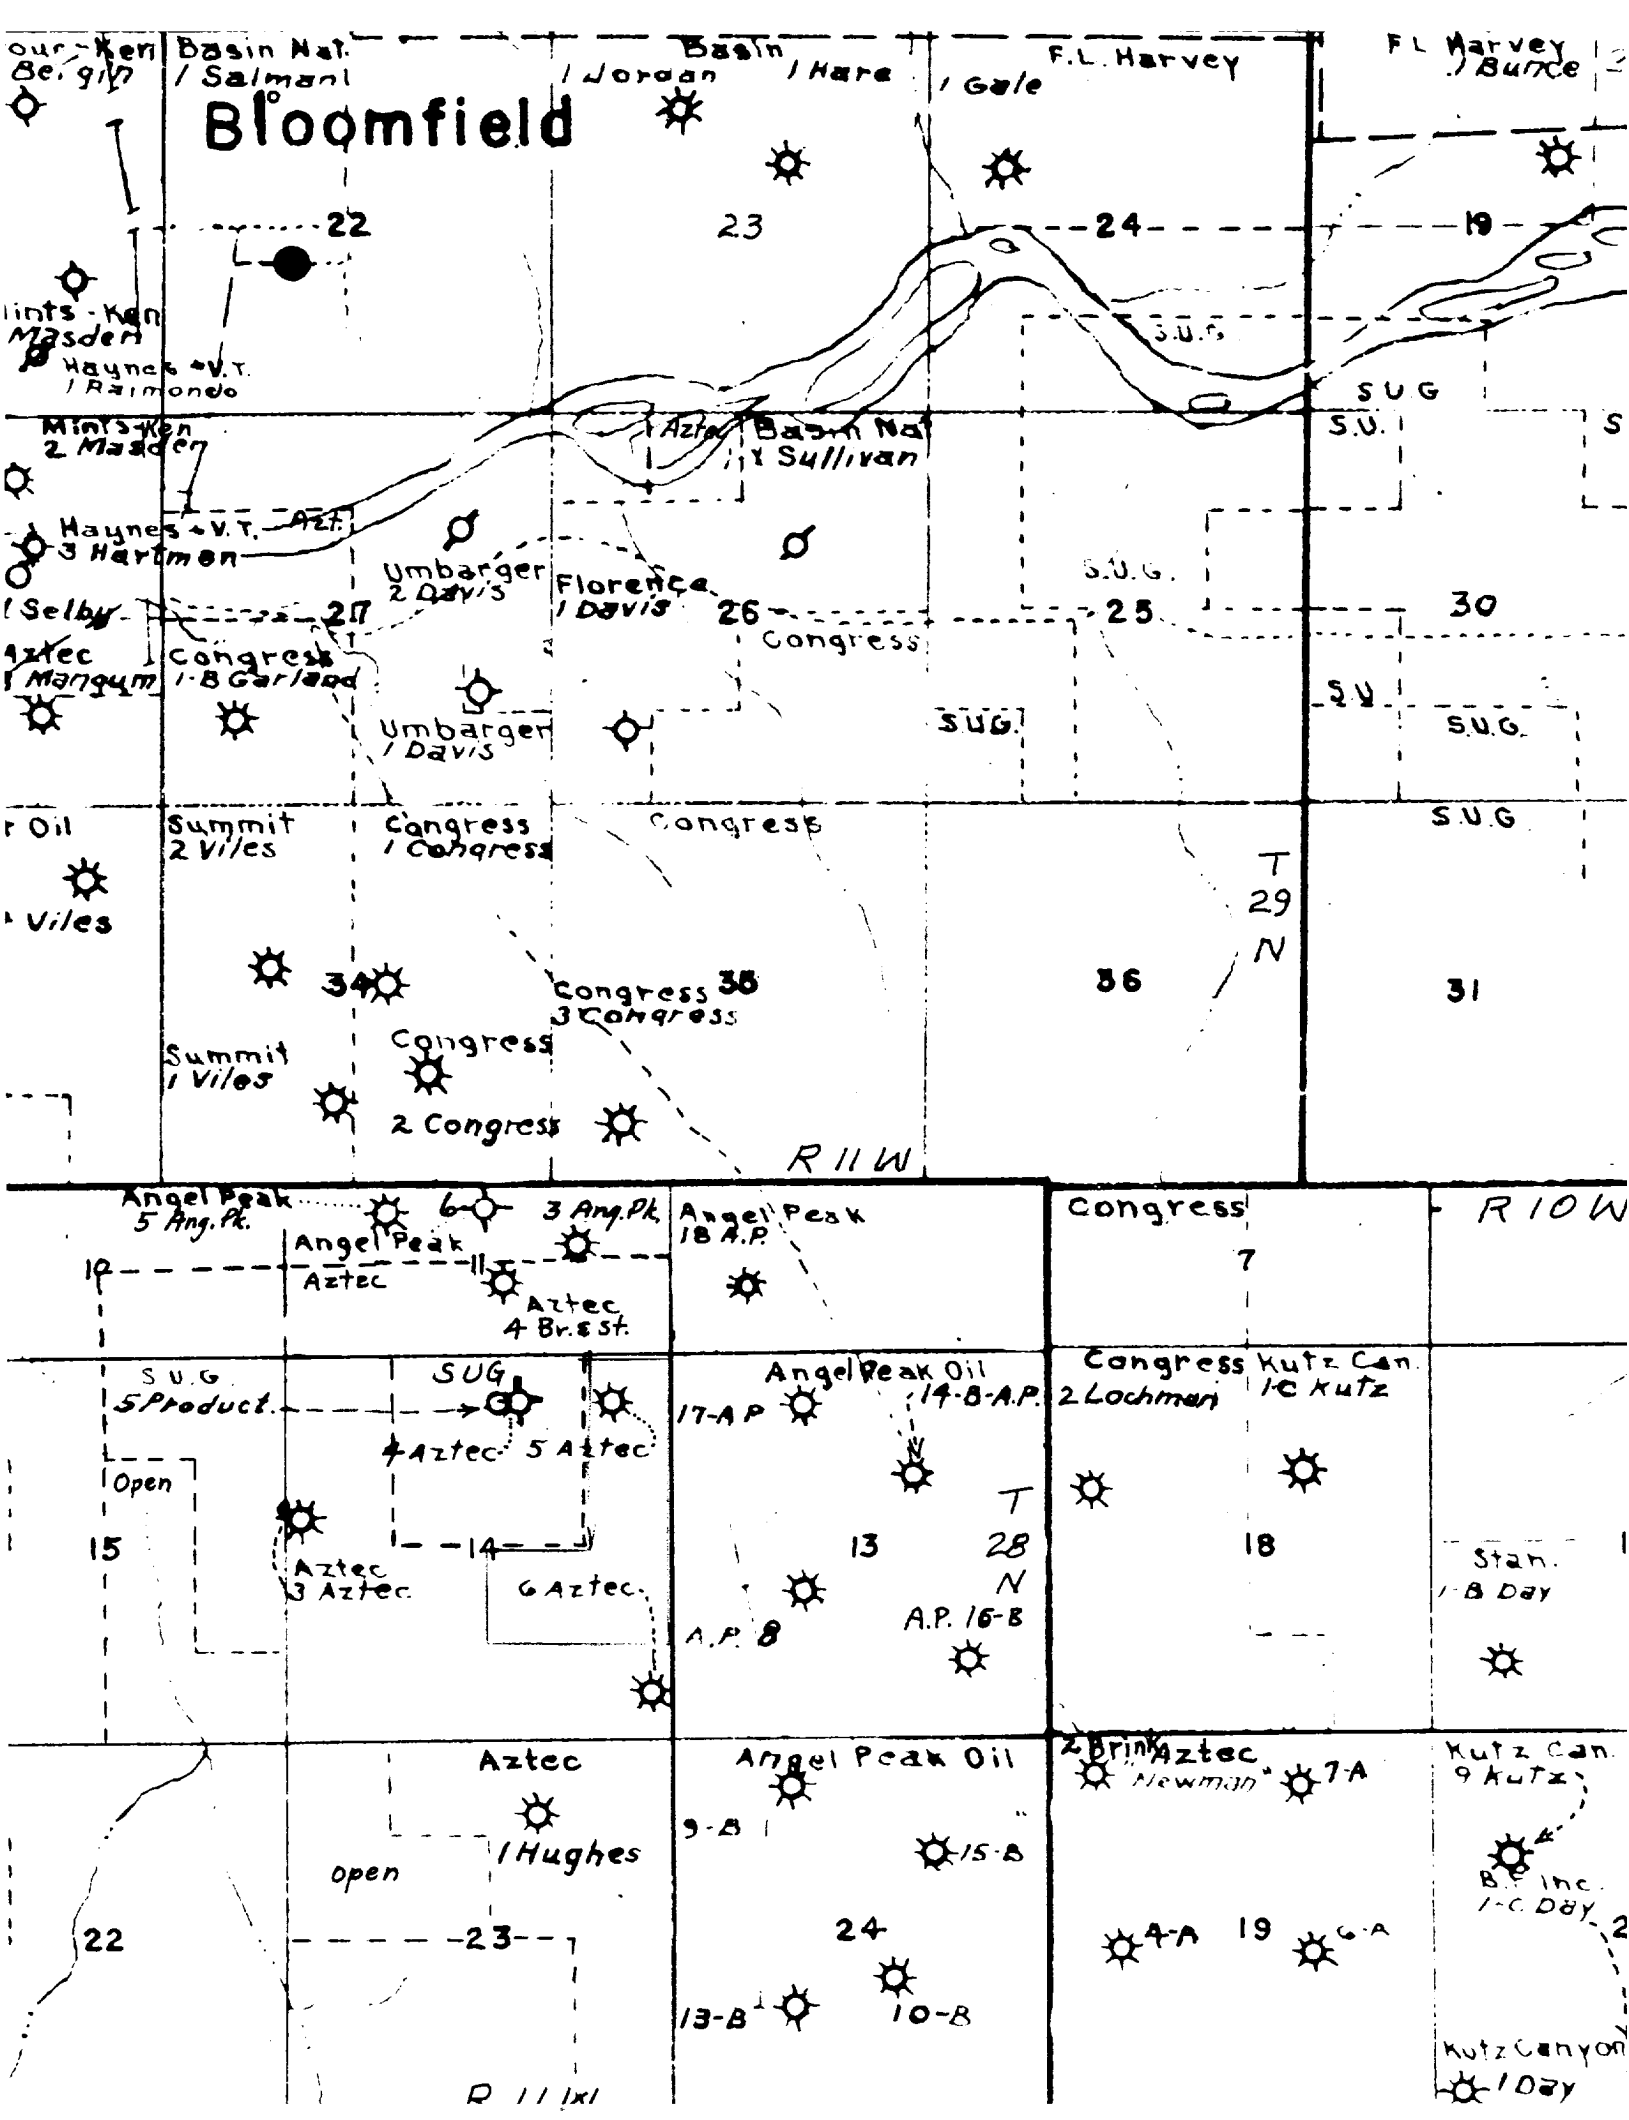 Basin Nat.
1 Salmani
Basin
1 Jordan
1 Hare
1 Gale
F.L. Harvey
F L Harvey
1 Bunce
Bloomfield
22
23
24
19
Masden
Haynes + V.T.
1 Raimondo
S.U.G
S U G
S.U.
S
Mints-Ken
2 Masden
Aztec
Basin Nat
Sullivan
Haynes + V.T.
Azt.
3 Hartman
Umbarger
2 Davis
Florence
1 Davis
S.U.G.
1 Selby
27
26
25
30
Congress
Aztec
Mangum
Congress
1-B Garland
Umbarger
1 Davis
S U G.
S U
S.U.G.
r Oil
Summit
2 Viles
Congress
1 Congress
Congress
S.U.G
T
29
N
Viles
34
35
36
31
Congress
3 Congress
Summit
1 Viles
Congress
2 Congress
R 11 W
Angel Peak
5 Ang. Pk.
6
3 Ang. Pk.
Angel Peak
18 A.P.
Congress
R 10 W
7
Angel Peak
Aztec
11
Aztec
4 Br. & St.
S U G
5 Product.
SUG
4 Aztec
5 Aztec
Angel Peak Oil
17-A P
14-B-A.P.
Congress
2 Lochman
Kutz Can.
1-C Kutz
Open
15
14
13
T
28
N
18
Aztec
3 Aztec
6 Aztec
A.P. 8
A.P. 16-B
Stan.
1-B Day
Aztec
1 Hughes
Angel Peak Oil
9-B
15-B
2 Brink
Aztec
"Newman"
7-A
Kutz Can.
9 Kutz
open
1-C Day
22
23
24
4-A
19
6-A
13-B
10-B
Kutz Canyon
1 Day
R 11 W